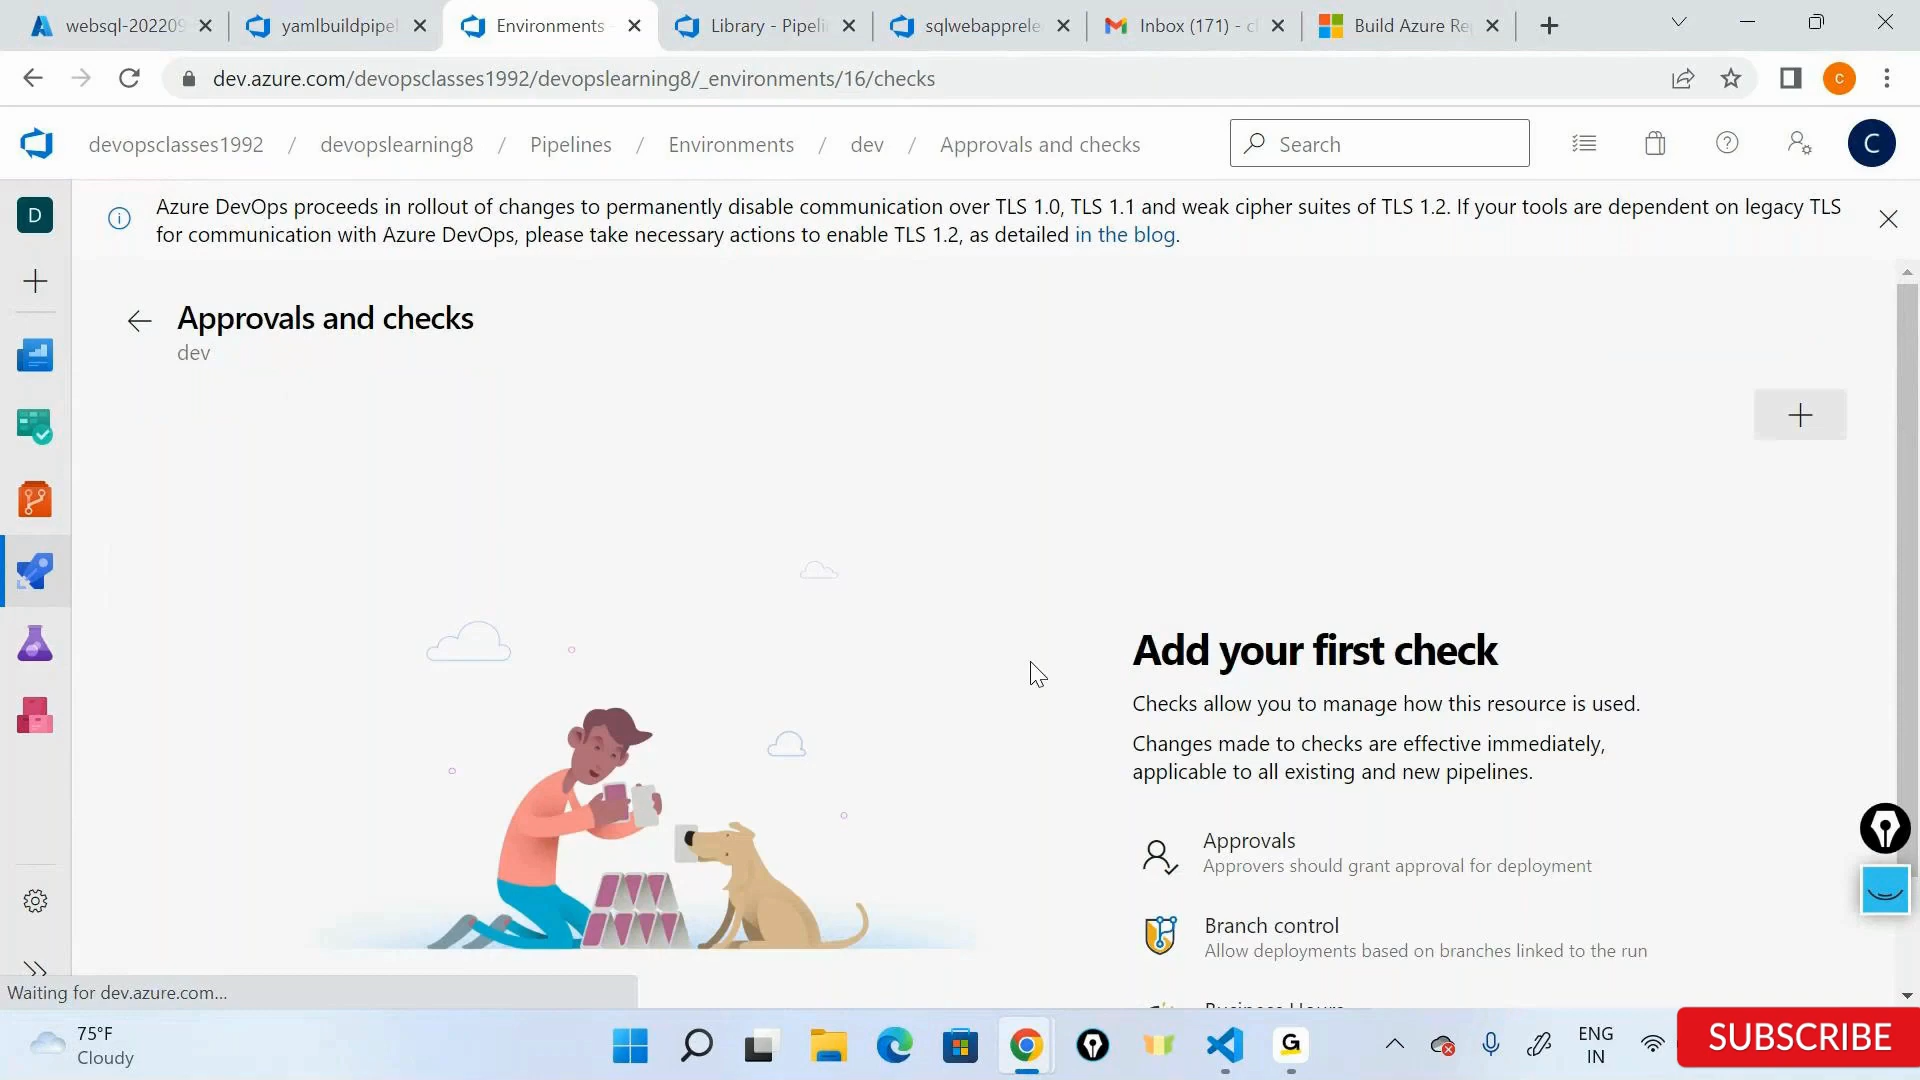 websql-202209
yamlbuildpipel
Environments -
Library - Pipelin
sqlwebapprele
Inbox (171) - cl
Build Azure Re
dev.azure.com/devopsclasses1992/devopslearning8/_environments/16/checks
C
devopsclasses1992 / devopslearning8 / Pipelines / Environments / dev / Approvals and checks
Search
C
D
Azure DevOps proceeds in rollout of changes to permanently disable communication over TLS 1.0, TLS 1.1 and weak cipher suites of TLS 1.2. If your tools are dependent on legacy TLS
for communication with Azure DevOps, please take necessary actions to enable TLS 1.2, as detailed in the blog.
Approvals and checks
dev
Add your first check
Checks allow you to manage how this resource is used.
Changes made to checks are effective immediately,
applicable to all existing and new pipelines.
Approvals
Approvers should grant approval for deployment
Branch control
Allow deployments based on branches linked to the run
Business Hours
Waiting for dev.azure.com...
75°F
Cloudy
G
ENG
IN
SUBSCRIBE